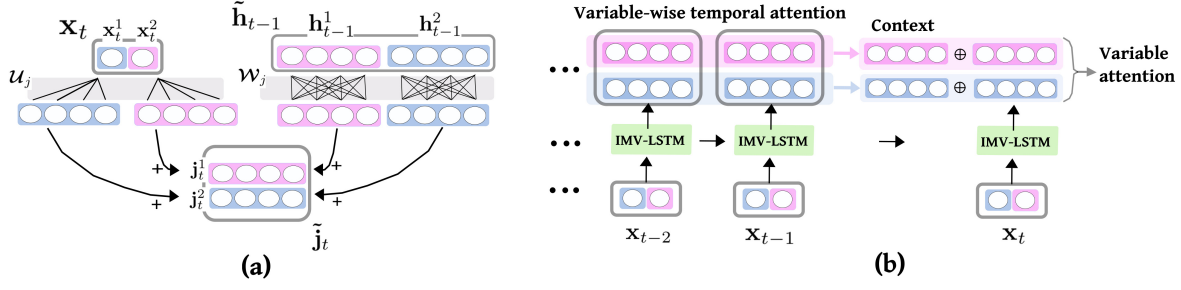 x_t
x_t^1 x_t^2
h̃_{t-1}
h_{t-1}^1 h_{t-1}^2
𝒰_j
𝒲_j
+ j_t^1 +
+ j_t^2 +
j̃_t
(a)
Variable-wise temporal attention
Context
•••
⊕
⊕
Variable
attention
••• IMV-LSTM IMV-LSTM IMV-LSTM
•••
x_{t-2} x_{t-1} x_t
(b)